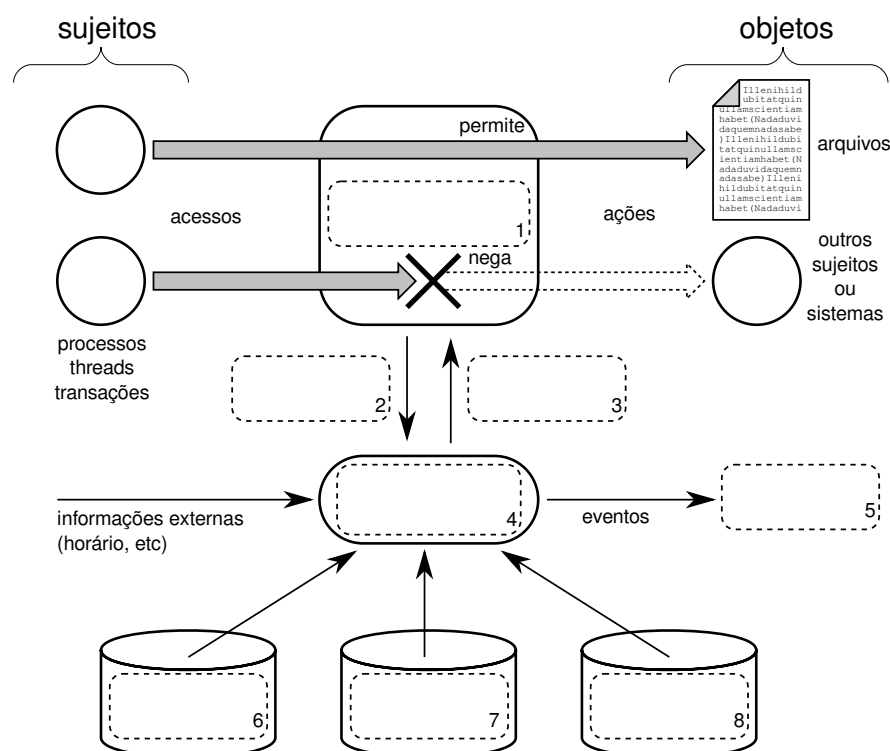 sujeitos
objetos
permite
Illenihild
ubitatquin
ullamscientiam
habet(Nadaduvi
daquemnadasabe
)Illenihildubi
tatquinullamsc
ientiamhabet(N
adaduvidaquemn
adasabe)Illeni
hildubitatquin
ullamscientiam
habet(Nadaduvi
arquivos
acessos
1
ações
nega
outros
sujeitos
ou
sistemas
processos
threads
transações
2
3
informações externas
(horário, etc)
4
eventos
5
6
7
8